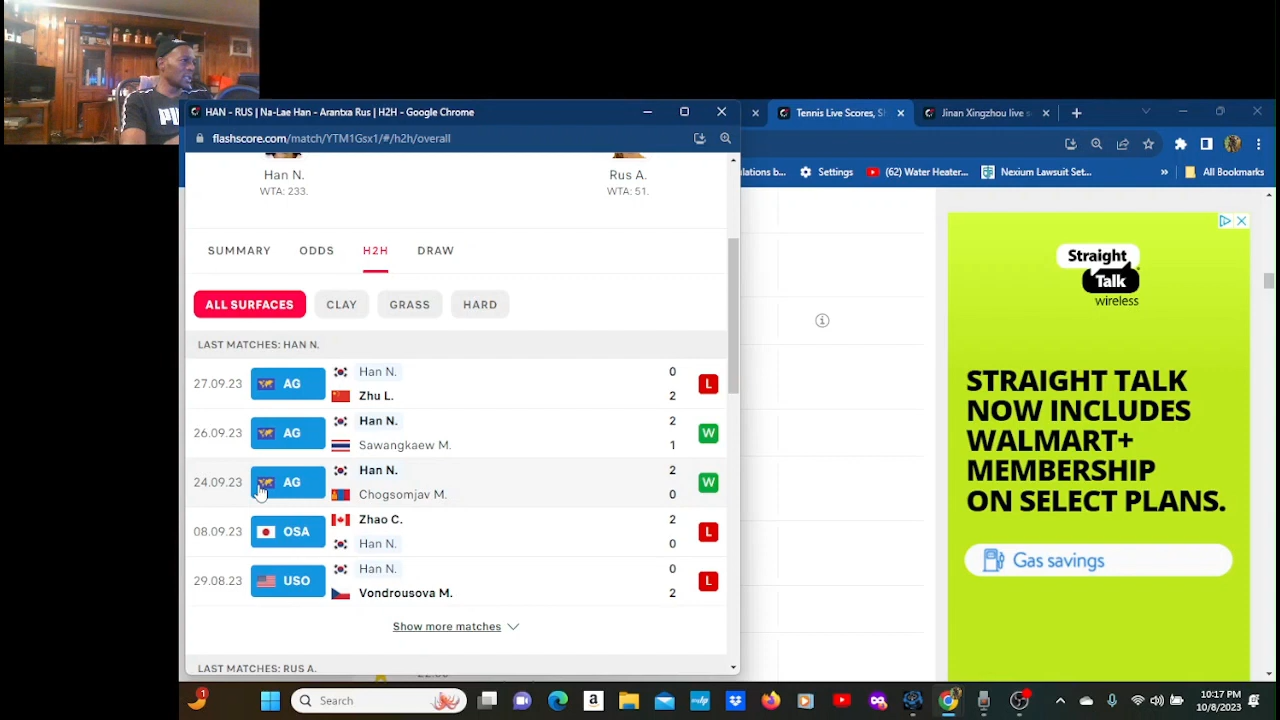 HAN - RUS | Na-Lae Han - Arantxa Rus | H2H - Google Chrome
Tennis Live Scores, S
Jinan Xingzhou live s
flashscore.com/match/YTM1Gsx1/#/h2h/overall
Settings
(62) Water Heater...
Nexium Lawsuit Set...
»
All Bookmarks
Han N.
WTA: 233.
Rus A.
WTA: 51.
SUMMARY
ODDS
H2H
DRAW
ALL SURFACES
CLAY
GRASS
HARD
LAST MATCHES: HAN N.
27.09.23 AG Han N. 0
Zhu L. 2 L
26.09.23 AG Han N. 2
Sawangkaew M. 1 W
24.09.23 AG Han N. 2
Chogsomjav M. 0 W
08.09.23 OSA Zhao C. 2
Han N. 0 L
29.08.23 USO Han N. 0
Vondrousova M. 2 L
Show more matches
LAST MATCHES: RUS A.
Straight
Talk
wireless
STRAIGHT TALK
NOW INCLUDES
WALMART+
MEMBERSHIP
ON SELECT PLANS.
Gas savings
1
Search
10:17 PM
10/8/2023